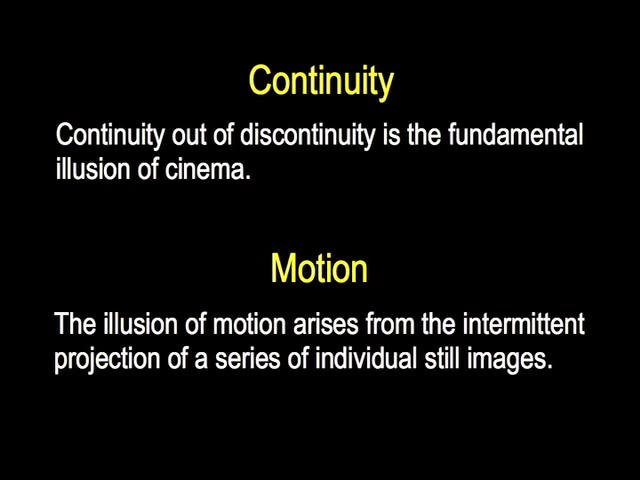 Continuity
Continuity out of discontinuity is the fundamental
illusion of cinema.
Motion
The illusion of motion arises from the intermittent
projection of a series of individual still images.